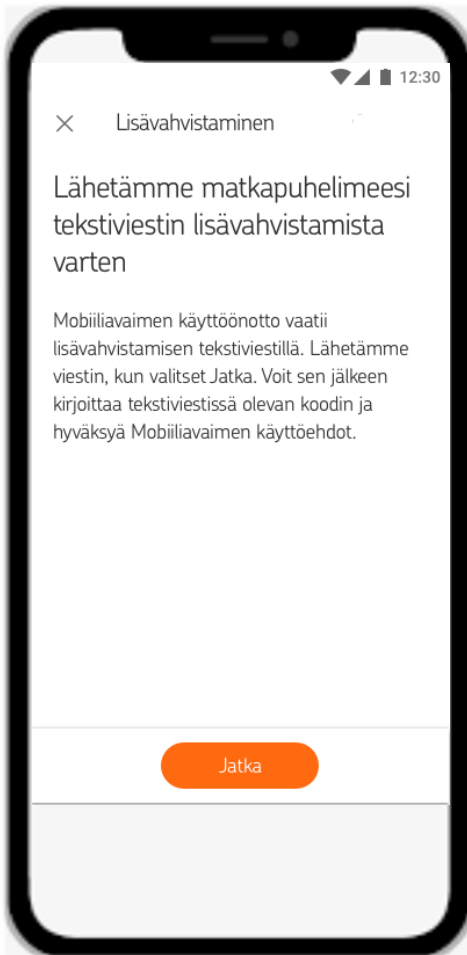 12:30
Lisävahvistaminen
Lähetämme matkapuhelimeesi
tekstiviestin lisävahvistamista
varten
Mobiiliavaimen käyttöönotto vaatii
lisävahvistamisen tekstiviestillä. Lähetämme
viestin, kun valitset Jatka. Voit sen jälkeen
kirjoittaa tekstiviestissä olevan koodin ja
hyväksyä Mobiiliavaimen käyttöehdot.
Jatka